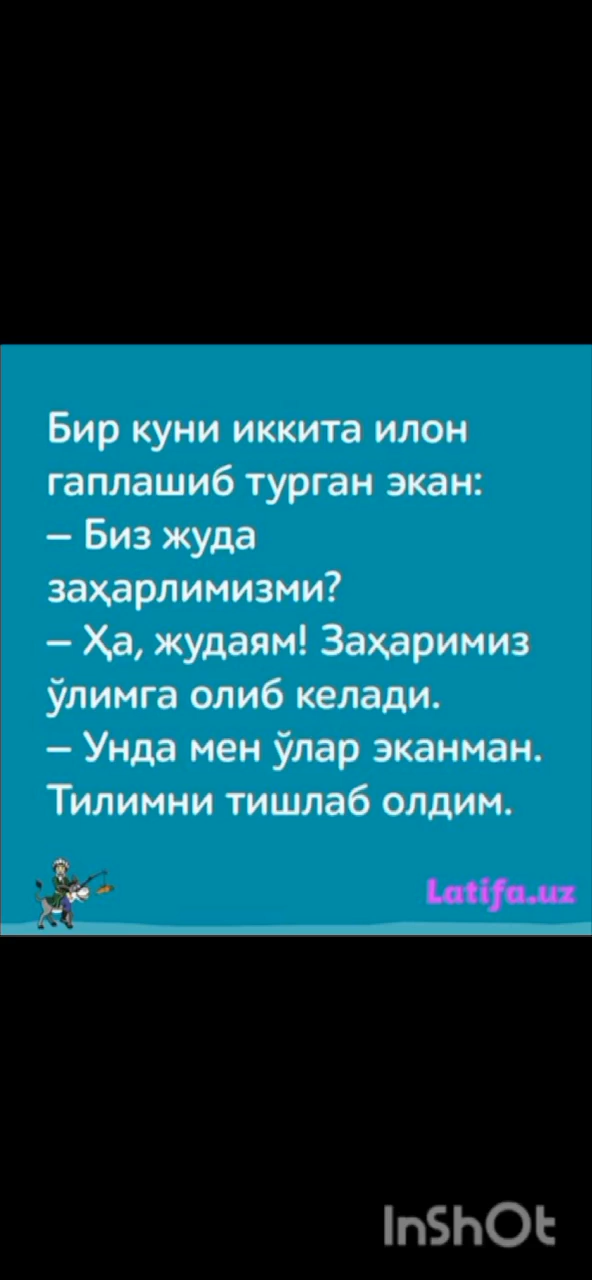 Бир куни иккита илон
гаплашиб турган экан:
– Биз жуда
заҳарлимизми?
– Ҳа, жудаям! Заҳаримиз
ўлимга олиб келади.
– Унда мен ўлар эканман.
Тилимни тишлаб олдим.
Latifa.uz
InShOt